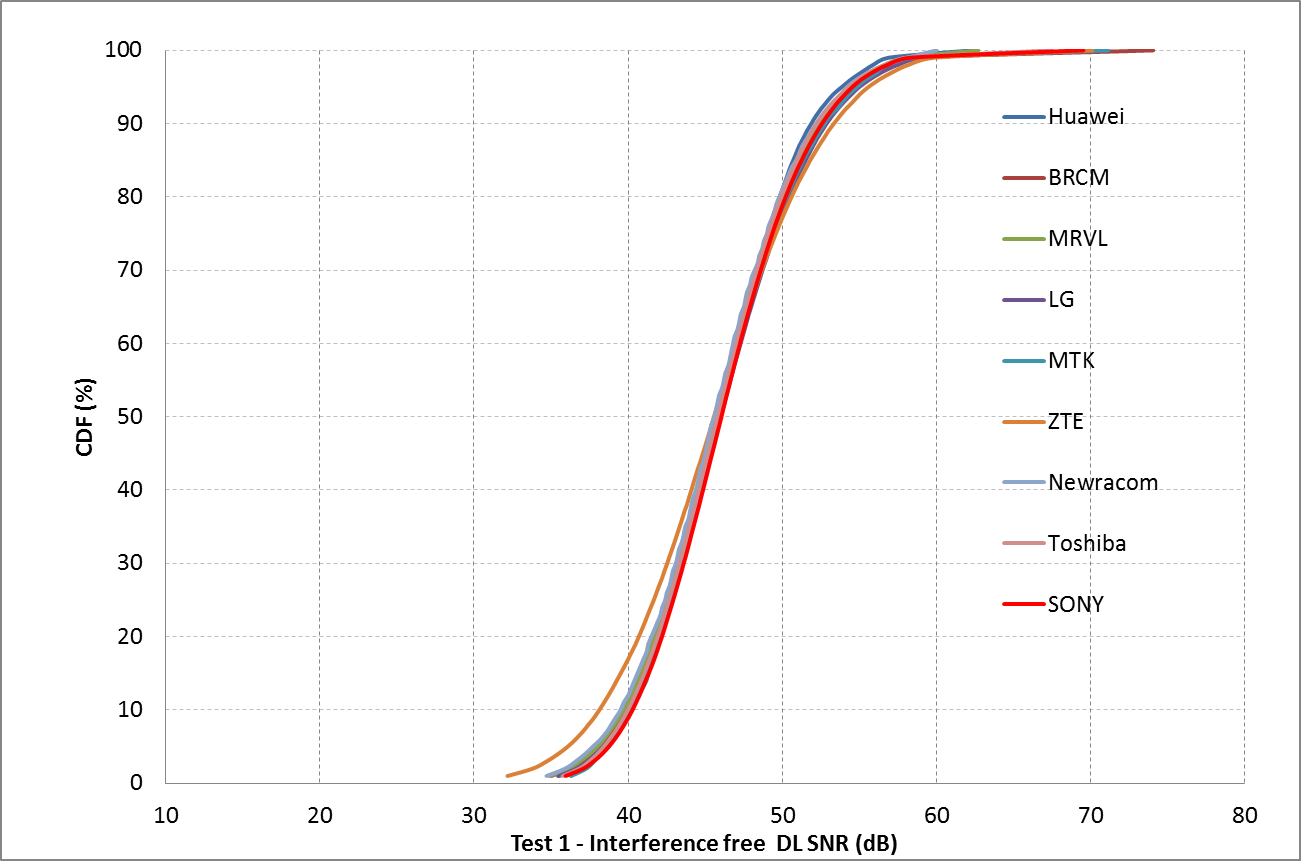 100
90
80
70
60
50
40
30
20
10
0
CDF (%)
10 20 30 40 50 60 70 80
Test 1 - Interference free  DL SNR (dB)
Huawei
BRCM
MRVL
LG
MTK
ZTE
Newracom
Toshiba
SONY